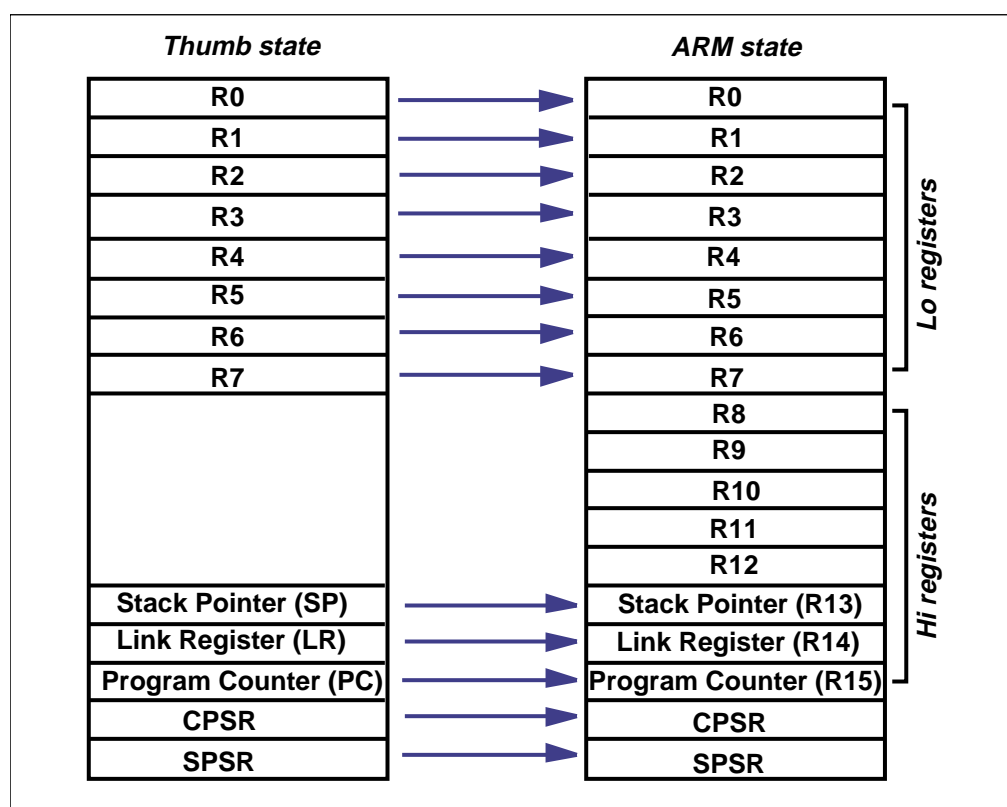 Thumb state
ARM state
R0
R0
R1
R1
R2
R2
R3
R3
R4
R4
R5
R5
R6
R6
R7
R7
R8
R9
R10
R11
R12
Stack Pointer (SP)
Stack Pointer (R13)
Link Register (LR)
Link Register (R14)
Program Counter (PC)
Program Counter (R15)
CPSR
CPSR
SPSR
SPSR
Lo registers
Hi registers